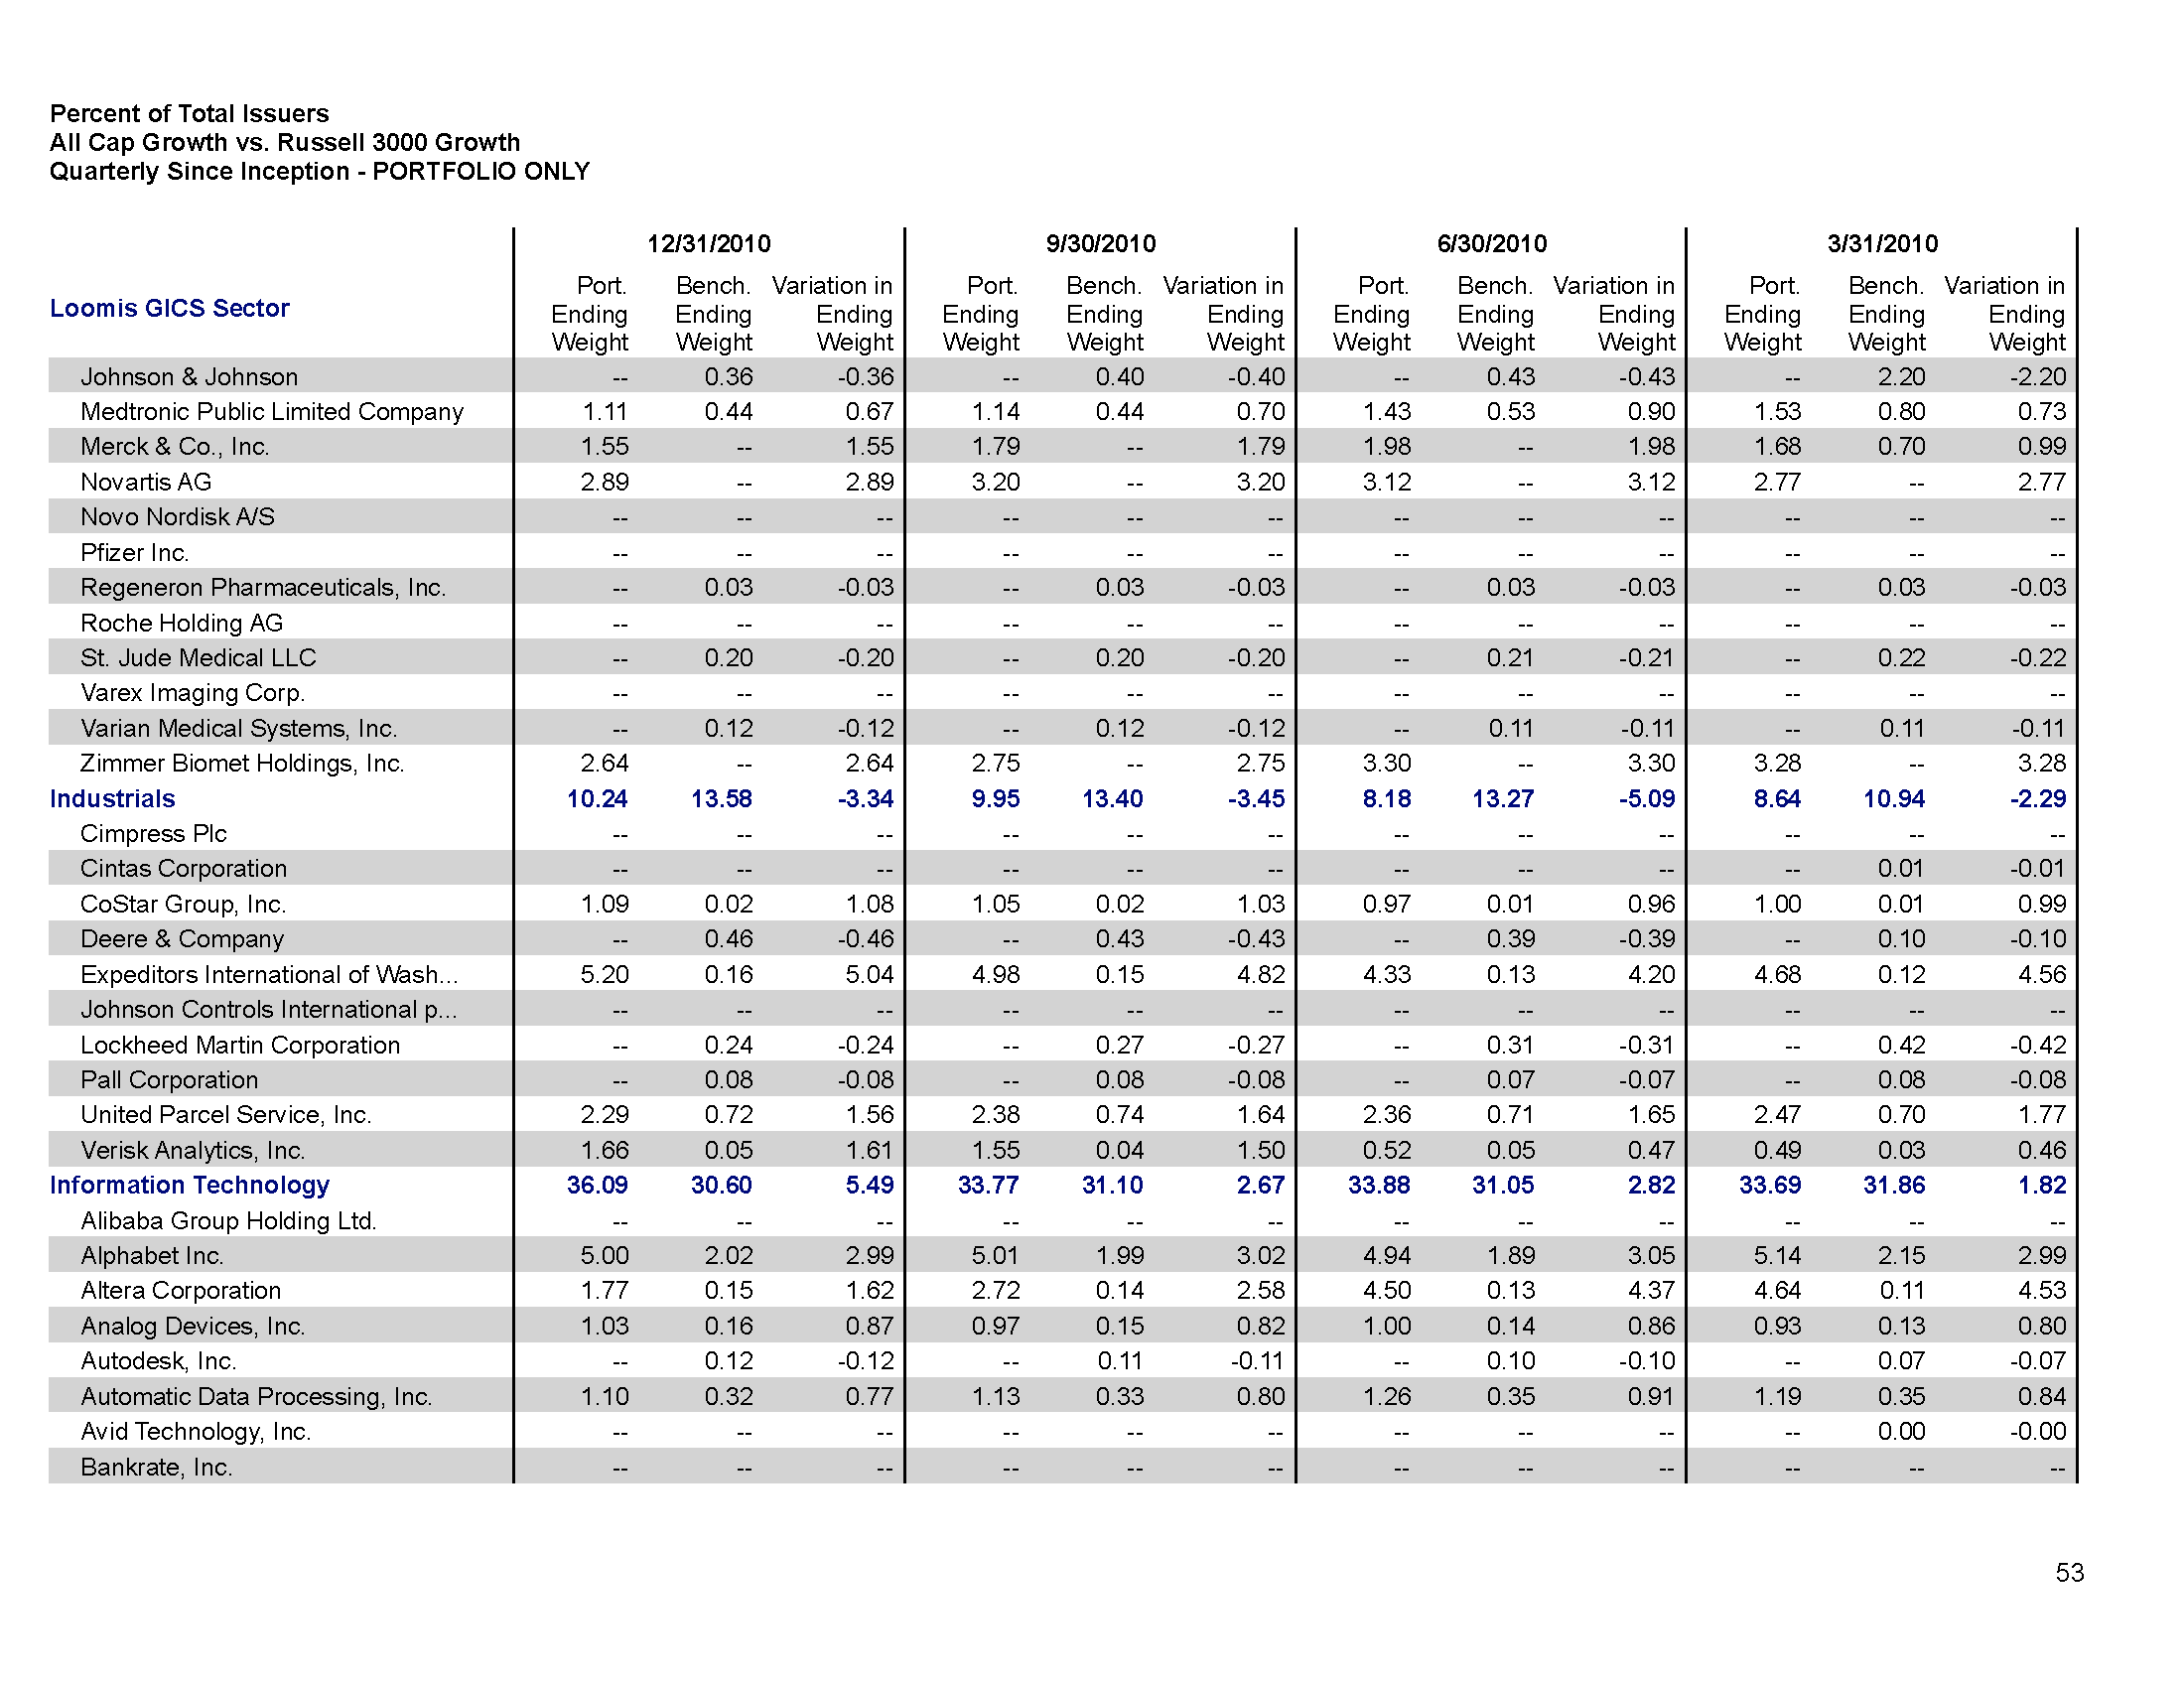 Percent of Total Issuers
All Cap Growth vs. Russell 3000 Growth
Quarterly Since Inception - PORTFOLIO ONLY
12/31/2010 9/30/2010 6/30/2010 3/31/2010
Loomis GICS Sector
Port. Bench. Variation in Port. Bench. Variation in Port. Bench. Variation in Port. Bench. Variation in
Ending Ending Ending Ending Ending Ending Ending Ending Ending Ending Ending Ending
Weight Weight Weight Weight Weight Weight Weight Weight Weight Weight Weight Weight
Johnson & Johnson -- 0.36 -0.36 -- 0.40 -0.40 -- 0.43 -0.43 -- 2.20 -2.20
Medtronic Public Limited Company 1.11 0.44 0.67 1.14 0.44 0.70 1.43 0.53 0.90 1.53 0.80 0.73
Merck & Co., Inc. 1.55 -- 1.55 1.79 -- 1.79 1.98 -- 1.98 1.68 0.70 0.99
Novartis AG 2.89 -- 2.89 3.20 -- 3.20 3.12 -- 3.12 2.77 -- 2.77
Novo Nordisk A/S -- -- -- -- -- -- -- -- -- -- -- --
Pfizer Inc. -- -- -- -- -- -- -- -- -- -- -- --
Regeneron Pharmaceuticals, Inc. -- 0.03 -0.03 -- 0.03 -0.03 -- 0.03 -0.03 -- 0.03 -0.03
Roche Holding AG -- -- -- -- -- -- -- -- -- -- -- --
St. Jude Medical LLC -- 0.20 -0.20 -- 0.20 -0.20 -- 0.21 -0.21 -- 0.22 -0.22
Varex Imaging Corp. -- -- -- -- -- -- -- -- -- -- -- --
Varian Medical Systems, Inc. -- 0.12 -0.12 -- 0.12 -0.12 -- 0.11 -0.11 -- 0.11 -0.11
Zimmer Biomet Holdings, Inc. 2.64 -- 2.64 2.75 -- 2.75 3.30 -- 3.30 3.28 -- 3.28
Industrials 10.24 13.58 -3.34 9.95 13.40 -3.45 8.18 13.27 -5.09 8.64 10.94 -2.29
Cimpress Plc -- -- -- -- -- -- -- -- -- -- -- --
Cintas Corporation -- -- -- -- -- -- -- -- -- -- 0.01 -0.01
CoStar Group, Inc. 1.09 0.02 1.08 1.05 0.02 1.03 0.97 0.01 0.96 1.00 0.01 0.99
Deere & Company -- 0.46 -0.46 -- 0.43 -0.43 -- 0.39 -0.39 -- 0.10 -0.10
Expeditors International of Wash... 5.20 0.16 5.04 4.98 0.15 4.82 4.33 0.13 4.20 4.68 0.12 4.56
Johnson Controls International p... -- -- -- -- -- -- -- -- -- -- -- --
Lockheed Martin Corporation -- 0.24 -0.24 -- 0.27 -0.27 -- 0.31 -0.31 -- 0.42 -0.42
Pall Corporation -- 0.08 -0.08 -- 0.08 -0.08 -- 0.07 -0.07 -- 0.08 -0.08
United Parcel Service, Inc. 2.29 0.72 1.56 2.38 0.74 1.64 2.36 0.71 1.65 2.47 0.70 1.77
Verisk Analytics, Inc. 1.66 0.05 1.61 1.55 0.04 1.50 0.52 0.05 0.47 0.49 0.03 0.46
Information Technology 36.09 30.60 5.49 33.77 31.10 2.67 33.88 31.05 2.82 33.69 31.86 1.82
Alibaba Group Holding Ltd. -- -- -- -- -- -- -- -- -- -- -- --
Alphabet Inc. 5.00 2.02 2.99 5.01 1.99 3.02 4.94 1.89 3.05 5.14 2.15 2.99
Altera Corporation 1.77 0.15 1.62 2.72 0.14 2.58 4.50 0.13 4.37 4.64 0.11 4.53
Analog Devices, Inc. 1.03 0.16 0.87 0.97 0.15 0.82 1.00 0.14 0.86 0.93 0.13 0.80
Autodesk, Inc. -- 0.12 -0.12 -- 0.11 -0.11 -- 0.10 -0.10 -- 0.07 -0.07
Automatic Data Processing, Inc. 1.10 0.32 0.77 1.13 0.33 0.80 1.26 0.35 0.91 1.19 0.35 0.84
Avid Technology, Inc. -- -- -- -- -- -- -- -- -- -- 0.00 -0.00
Bankrate, Inc. -- -- -- -- -- -- -- -- -- -- -- --
53